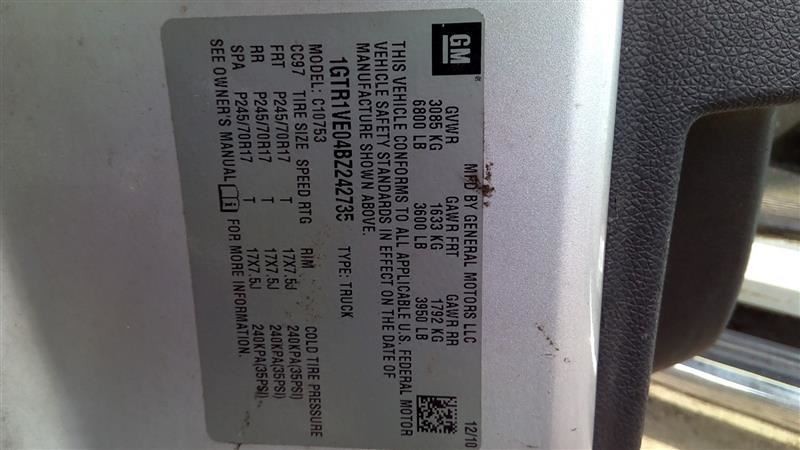 GM
MFD BY GENERAL MOTORS LLC 12/10
GVWR GAWR FRT GAWR RR
3085 KG 1633 KG 1792 KG
6800 LB 3600 LB 3950 LB
THIS VEHICLE CONFORMS TO ALL APPLICABLE U.S. FEDERAL MOTOR
VEHICLE SAFETY STANDARDS IN EFFECT ON THE DATE OF
MANUFACTURE SHOWN ABOVE.
1GTR1VE04BZ242735 TYPE: TRUCK
MODEL: C10753
CC97 TIRE SIZE SPEED RTG RIM COLD TIRE PRESSURE
FRT P245/70R17 T 17X7.5J 240KPA(35PSI)
RR P245/70R17 T 17X7.5J 240KPA(35PSI)
SPA P245/70R17 T 17X7.5J 240KPA(35PSI)
SEE OWNER'S MANUAL FOR MORE INFORMATION.